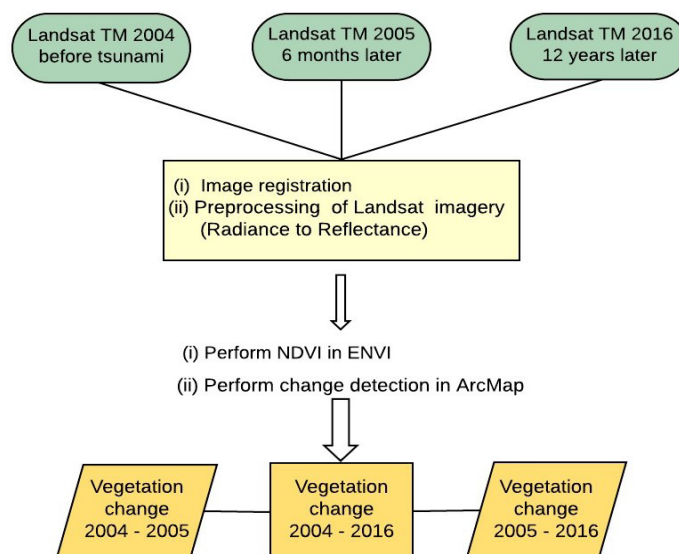 Landsat TM 2004
before tsunami
Landsat TM 2005
6 months later
Landsat TM 2016
12 years later
(i) Image registration
(ii) Preprocessing of Landsat imagery
(Radiance to Reflectance)
(i) Perform NDVI in ENVI
(ii) Perform change detection in ArcMap
Vegetation
change
2004 - 2005
Vegetation
change
2004 - 2016
Vegetation
change
2005 - 2016